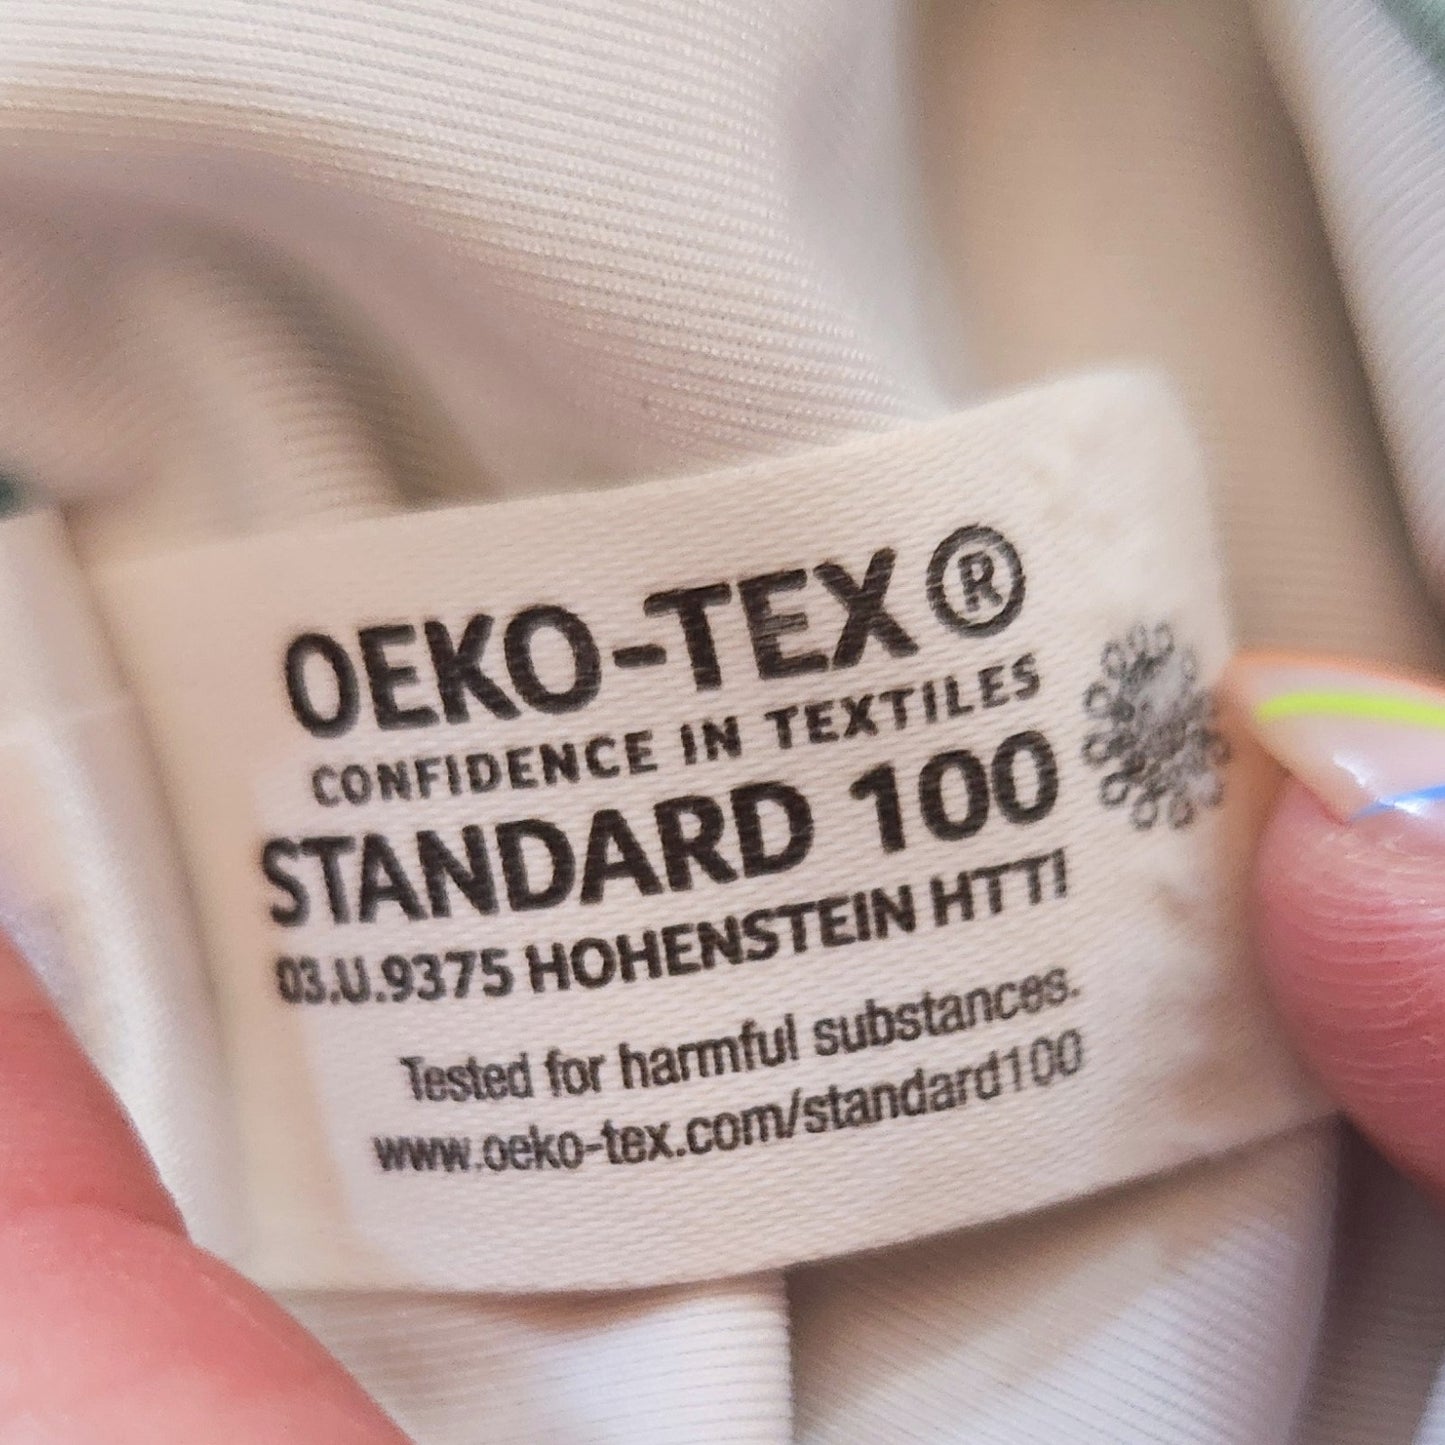 OEKO-TEX®
CONFIDENCE IN TEXTILES
STANDARD 100
03.U.9375 HOHENSTEIN HTTI
Tested for harmful substances.
www.oeko-tex.com/standard100